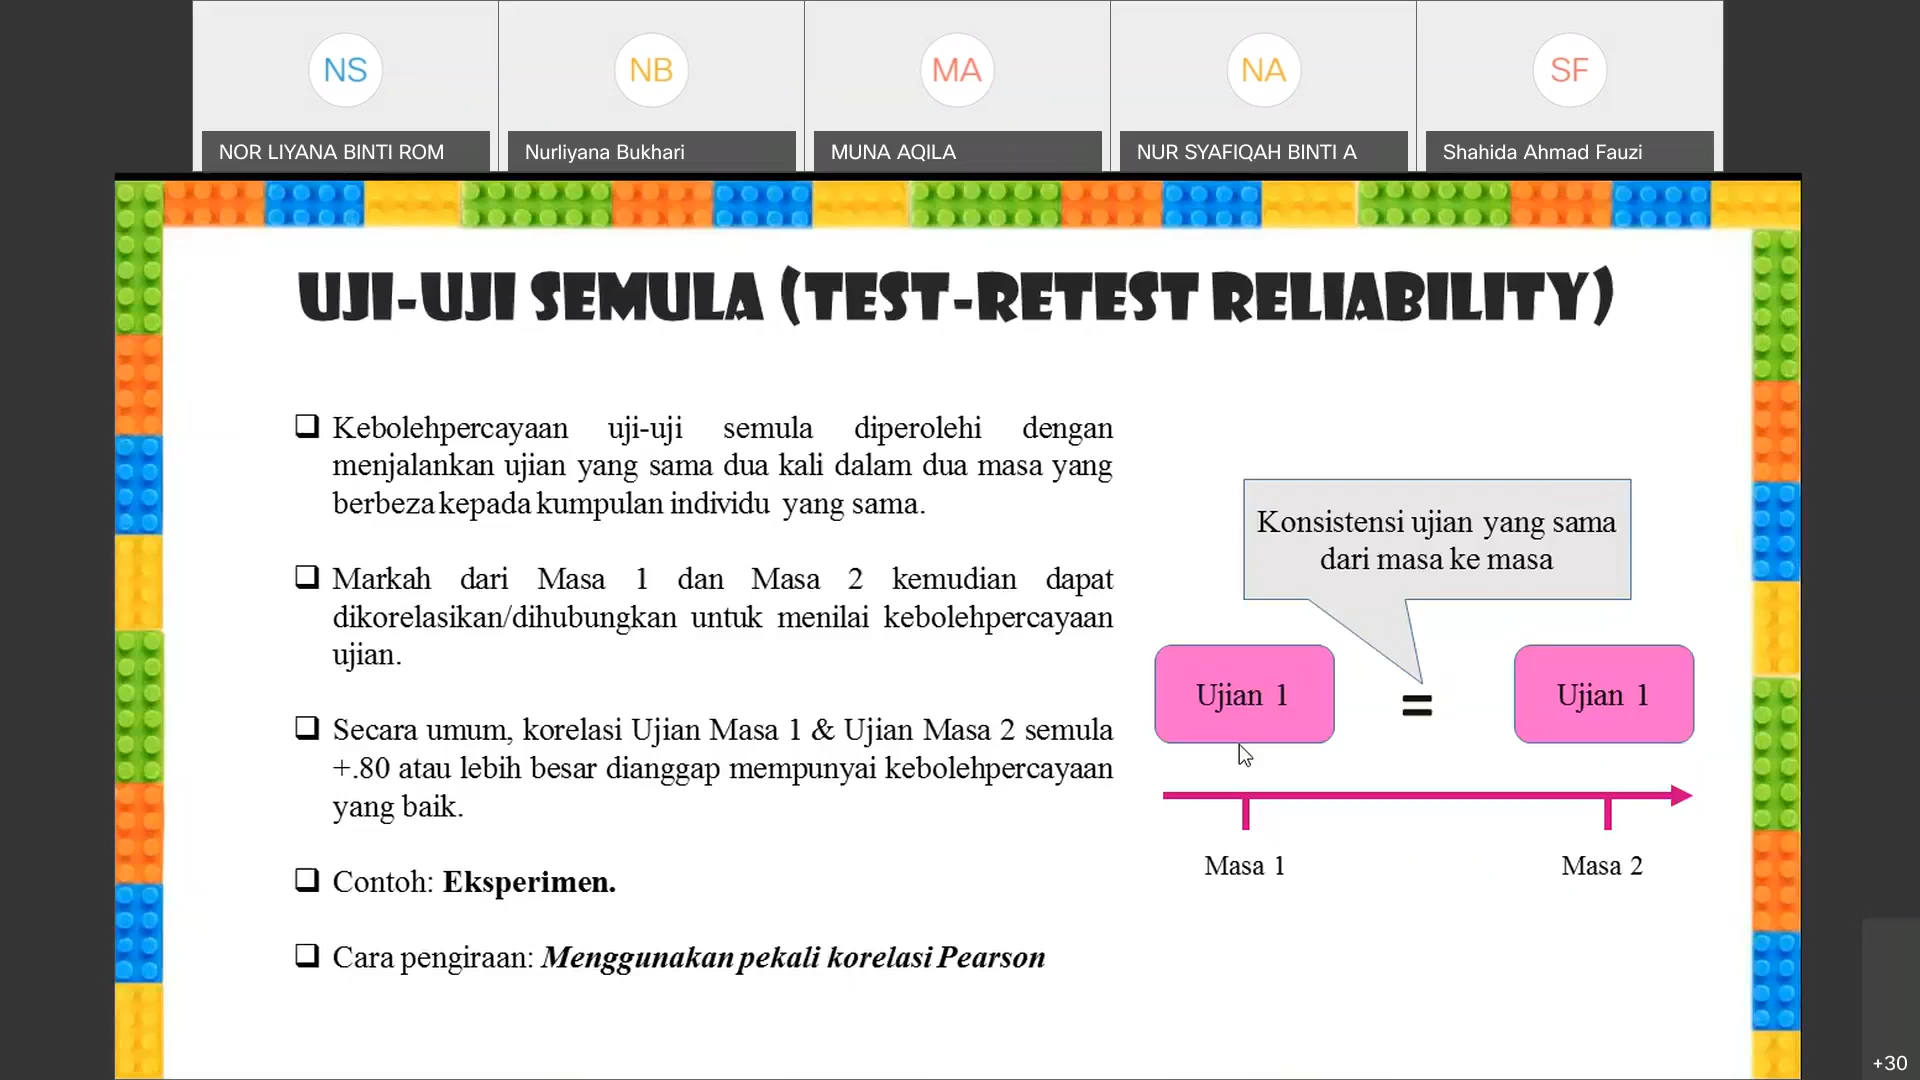 NS
NB
MA
NA
SF
NOR LIYANA BINTI ROM
Nurliyana Bukhari
MUNA AQILA
NUR SYAFIQAH BINTI A
Shahida Ahmad Fauzi
UJI-UJI SEMULA (TEST-RETEST RELIABILITY)
Kebolehpercayaan uji-uji semula diperolehi dengan
menjalankan ujian yang sama dua kali dalam dua masa yang
berbeza kepada kumpulan individu yang sama.
Markah dari Masa 1 dan Masa 2 kemudian dapat
dikorelasikan/dihubungkan untuk menilai kebolehpercayaan
ujian.
Secara umum, korelasi Ujian Masa 1 & Ujian Masa 2 semula
+.80 atau lebih besar dianggap mempunyai kebolehpercayaan
yang baik.
Contoh: Eksperimen.
Cara pengiraan: Menggunakan pekali korelasi Pearson
Konsistensi ujian yang sama
dari masa ke masa
Ujian 1
=
Ujian 1
Masa 1
Masa 2
+30